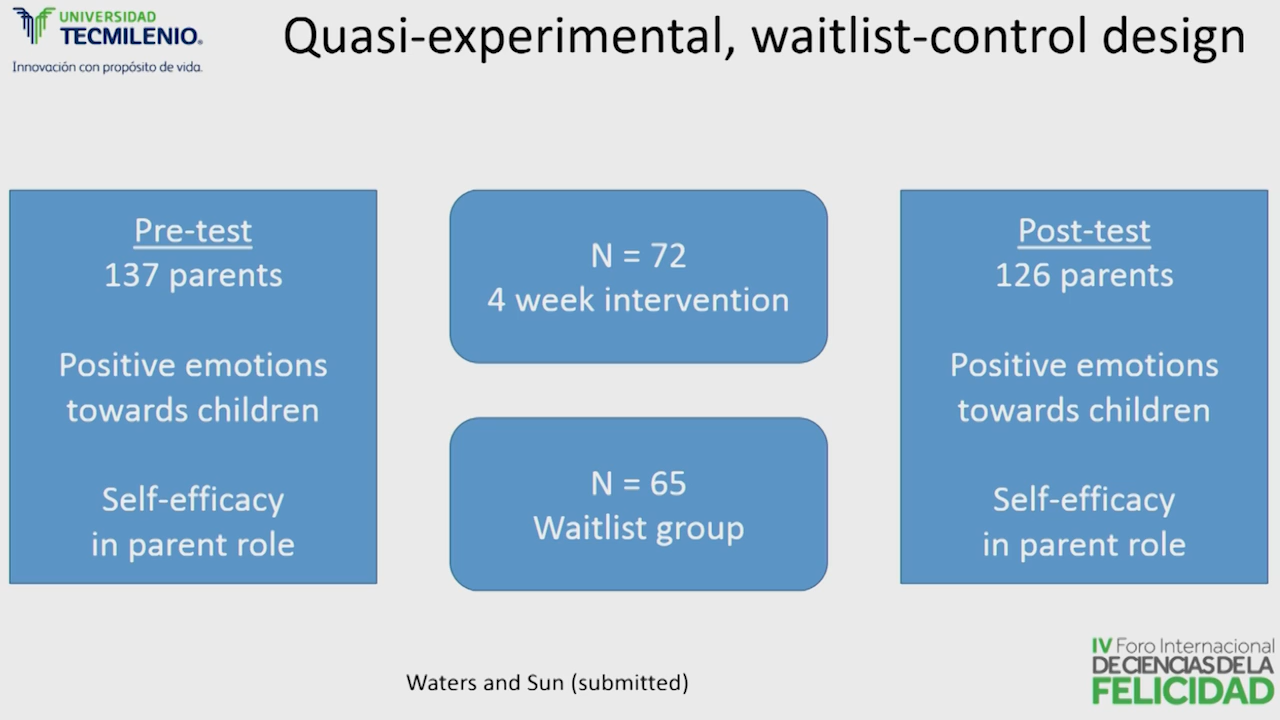 UNIVERSIDAD
TECMILENIO.
Innovación con propósito de vida.
Quasi-experimental, waitlist-control design
Pre-test
137 parents
Positive emotions
towards children
Self-efficacy
in parent role
N = 72
4 week intervention
N = 65
Waitlist group
Post-test
126 parents
Positive emotions
towards children
Self-efficacy
in parent role
Waters and Sun (submitted)
IV Foro Internacional
DE CIENCIAS DE LA
FELICIDAD